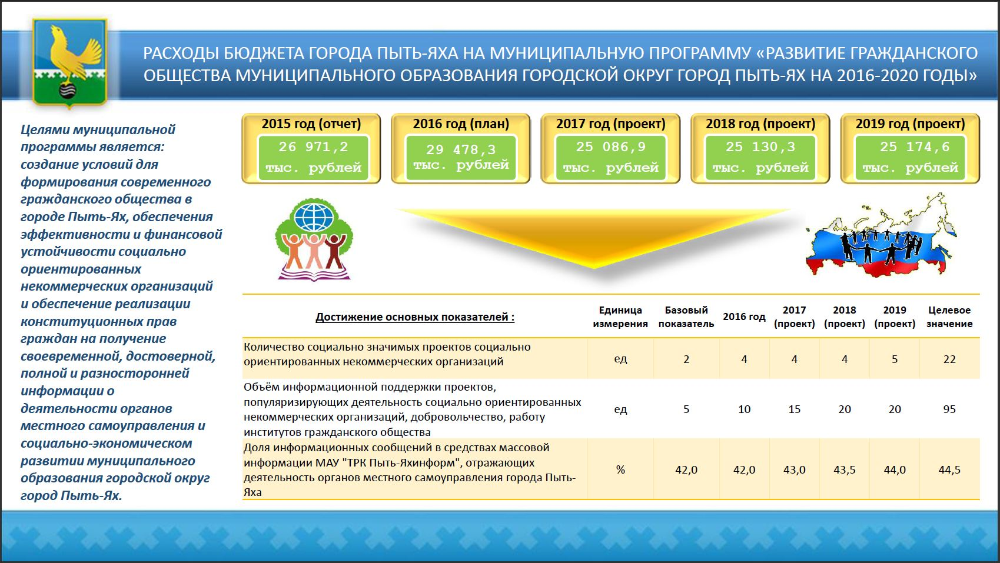 РАСХОДЫ БЮДЖЕТА ГОРОДА ПЫТЬ-ЯХА НА МУНИЦИПАЛЬНУЮ ПРОГРАММУ «РАЗВИТИЕ ГРАЖДАНСКОГО
ОБЩЕСТВА МУНИЦИПАЛЬНОГО ОБРАЗОВАНИЯ ГОРОДСКОЙ ОКРУГ ГОРОД ПЫТЬ-ЯХ НА 2016-2020 ГОДЫ»
Целями муниципальной
программы является:
создание условий для
формирования современного
гражданского общества в
городе Пыть-Ях, обеспечения
эффективности и финансовой
устойчивости социально
ориентированных
некоммерческих организаций
и обеспечение реализации
конституционных прав
граждан на получение
своевременной, достоверной,
полной и разносторонней
информации о
деятельности органов
местного самоуправления и
социально-экономическом
развитии муниципального
образования городской округ
город Пыть-Ях.
2015 год (отчет)
26 971,2
тыс. рублей
2016 год (план)
29 478,3
тыс. рублей
2017 год (проект)
25 086,9
тыс. рублей
2018 год (проект)
25 130,3
тыс. рублей
2019 год (проект)
25 174,6
тыс. рублей
Достижение основных показателей :
Единица
измерения
Базовый
показатель
2016 год
2017
(проект)
2018
(проект)
2019
(проект)
Целевое
значение
Количество социально значимых проектов социально
ориентированных некоммерческих организаций
ед 2 4 4 4 5 22
Объём информационной поддержки проектов,
популяризирующих деятельность социально ориентированных
некоммерческих организаций, добровольчество, работу
институтов гражданского общества
ед 5 10 15 20 20 95
Доля информационных сообщений в средствах массовой
информации МАУ "ТРК Пыть-Яхинформ", отражающих
деятельность органов местного самоуправления города Пыть-
Яха
% 42,0 42,0 43,0 43,5 44,0 44,5